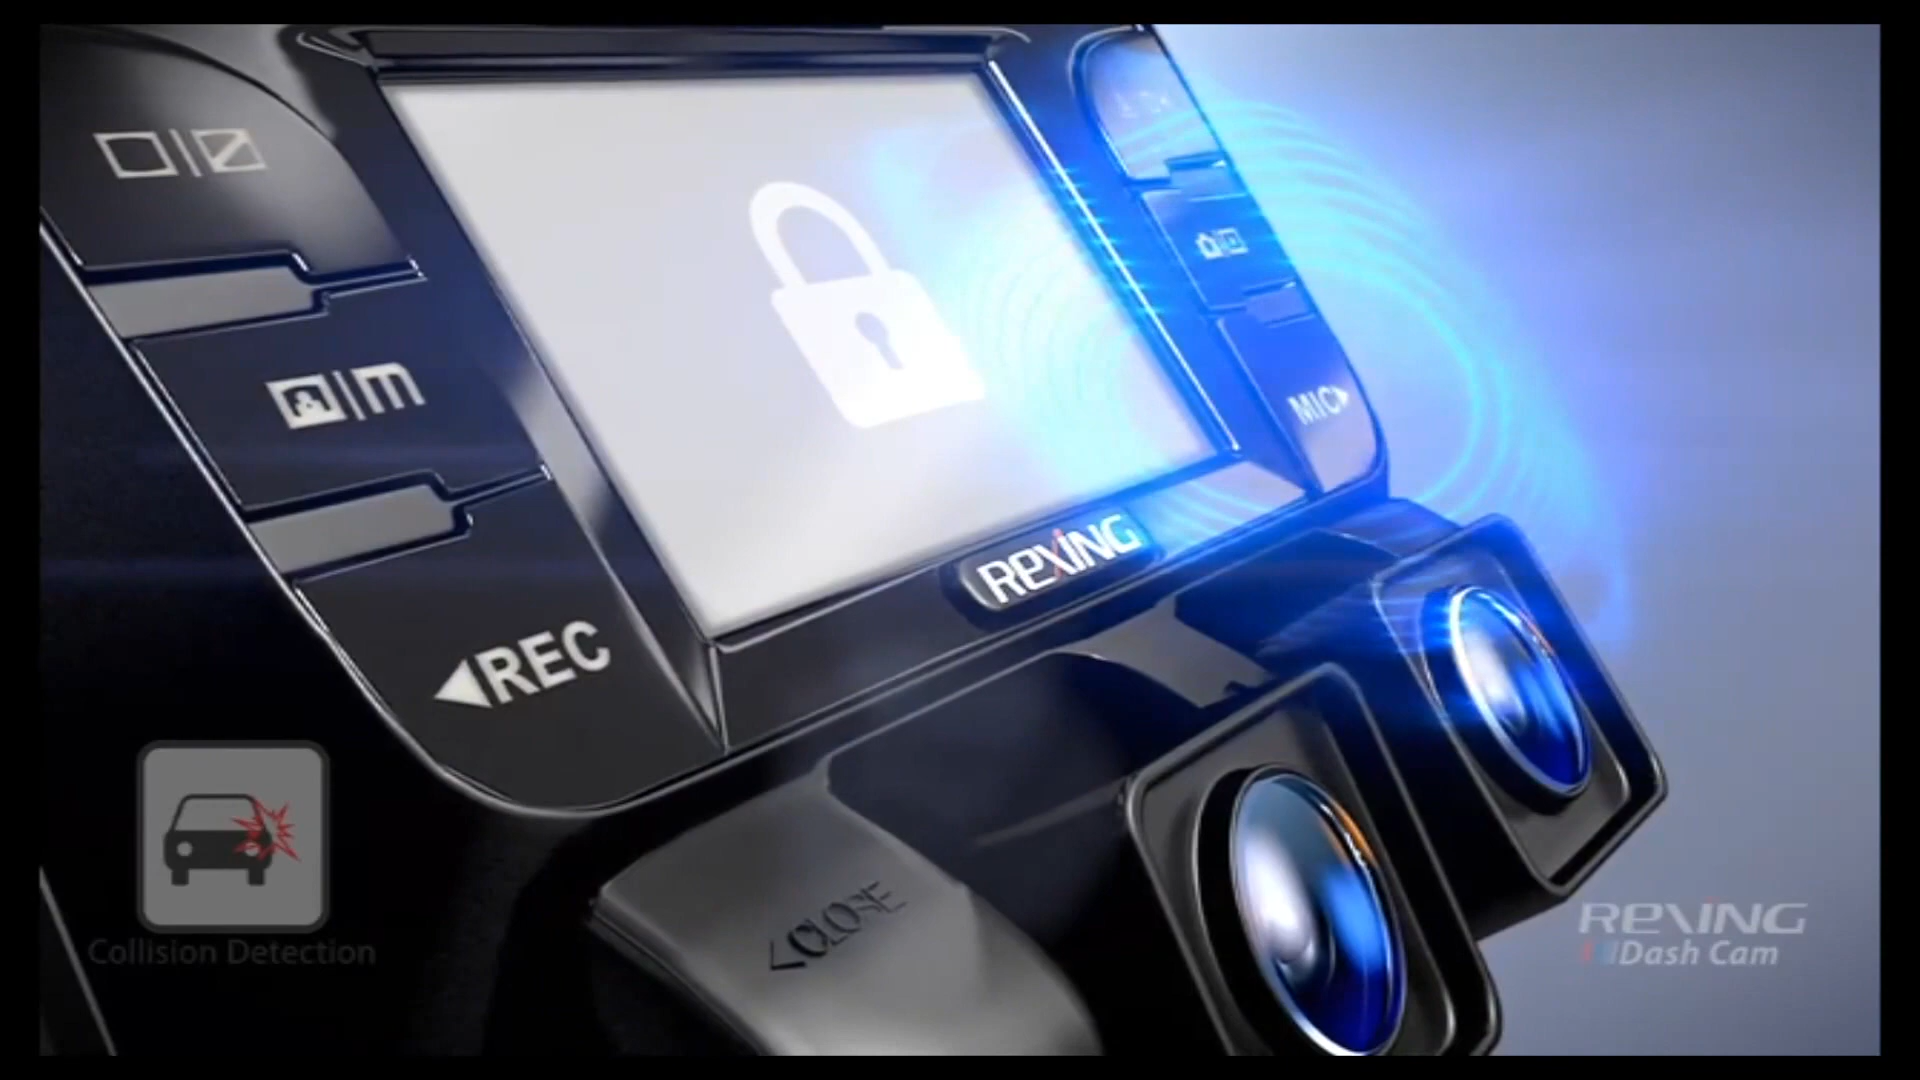 m
MIC
REXING
REC
CLOSE
Collision Detection
REXING
Dash Cam